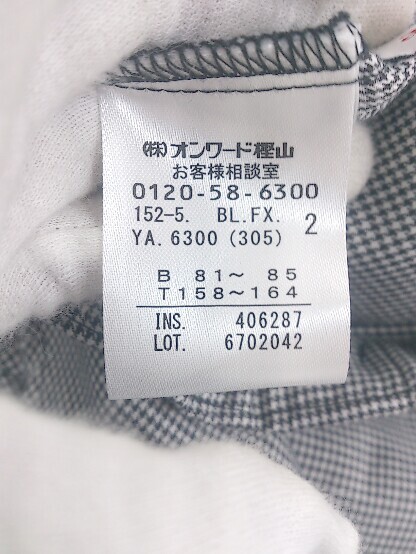 ㈱オンワード樫山
お客様相談室
0120-58-6300
152-5. BL.FX.
YA.6300 (305) 2
B 81～ 85
T158～164
INS. 406287
LOT. 6702042